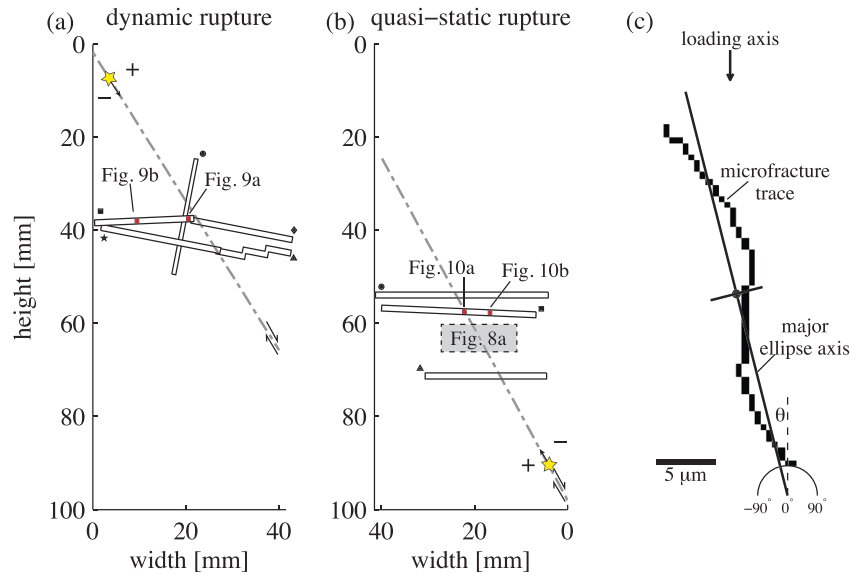 (a) dynamic rupture
0
20
40
60
80
100
height [mm]
0 20 40
width [mm]
+
−
Fig. 9b
Fig. 9a
(b) quasi−static rupture
0
20
40
60
80
100
40 20 0
width [mm]
Fig. 10a
Fig. 10b
Fig. 8a
−
+
(c)
loading axis
microfracture
trace
major
ellipse axis
θ
5 μm
−90° 0° 90°